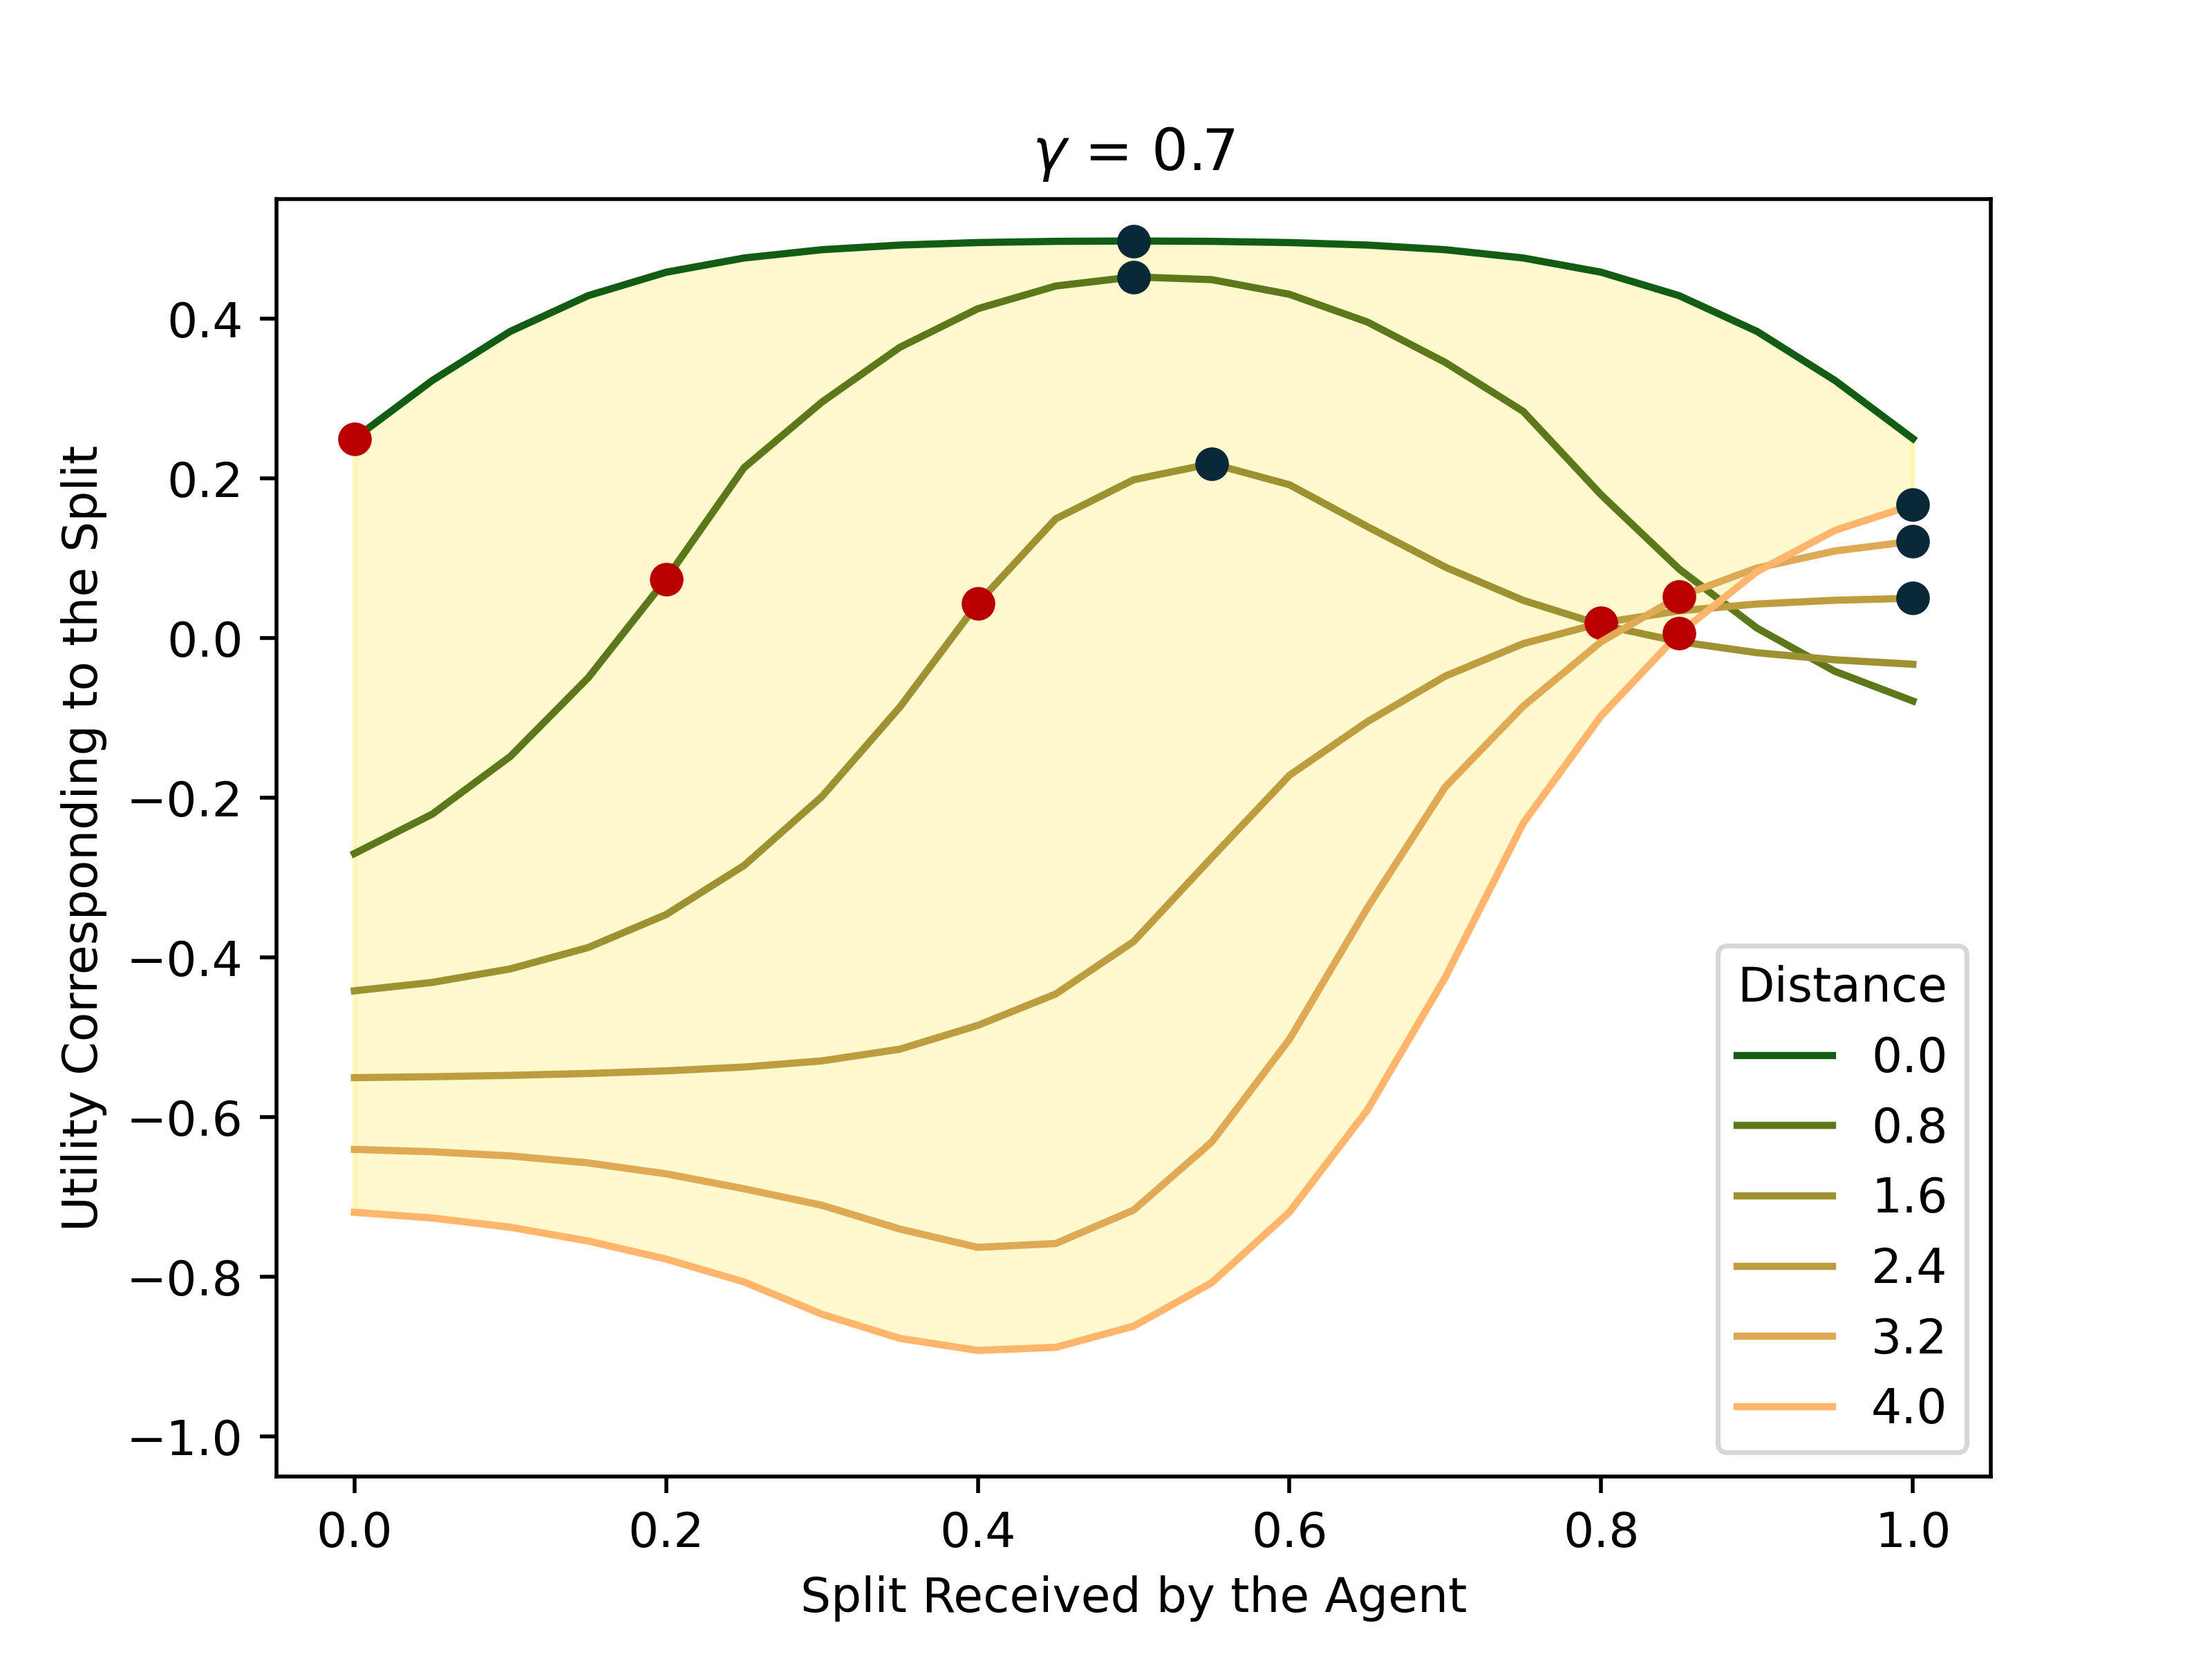 γ = 0.7
Utility Corresponding to the Split
0.4
0.2
0.0
−0.2
−0.4
−0.6
−0.8
−1.0
0.0 0.2 0.4 0.6 0.8 1.0
Split Received by the Agent
Distance
0.0
0.8
1.6
2.4
3.2
4.0